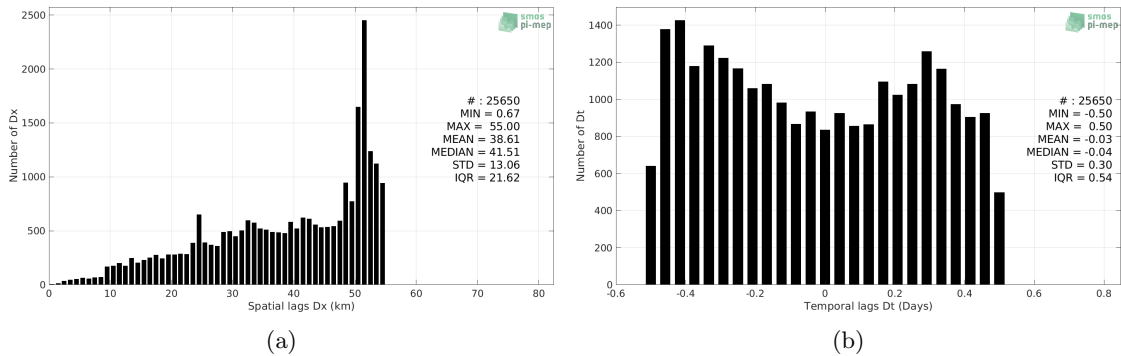 2500
2000
1500
1000
500
0
0 10 20 30 40 50 60 70 80
Number of Dx
Spatial lags Dx (km)
smos
pi-mep
# : 25650
MIN = 0.67
MAX = 55.00
MEAN = 38.61
MEDIAN = 41.51
STD = 13.06
IQR = 21.62
(a)
1400
1200
1000
800
600
400
200
0
-0.6 -0.4 -0.2 0 0.2 0.4 0.6 0.8
Number of Dt
Temporal lags Dt (Days)
smos
pi-mep
# : 25650
MIN = -0.50
MAX = 0.50
MEAN = -0.03
MEDIAN = -0.04
STD = 0.30
IQR = 0.54
(b)